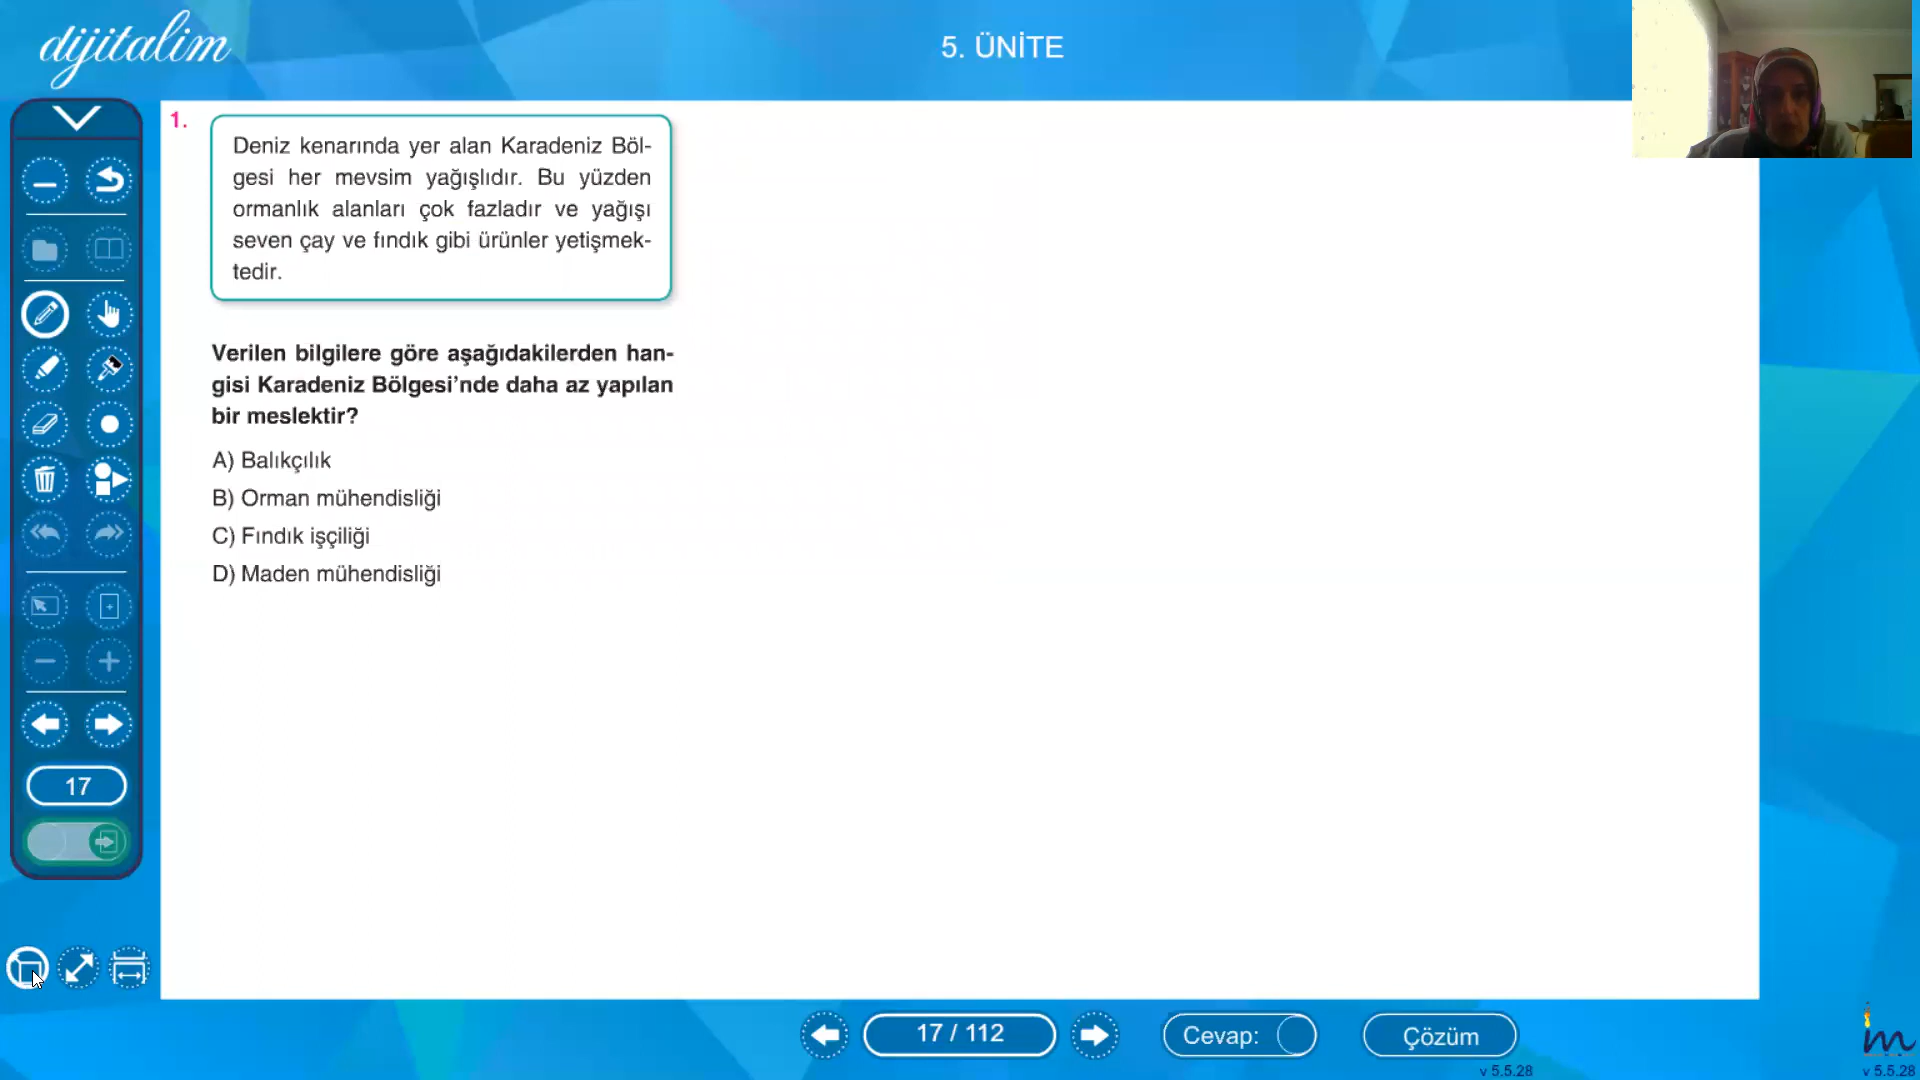 dijitalim
5. ÜNİTE
1.
Deniz kenarında yer alan Karadeniz Böl-
gesi her mevsim yağışlıdır. Bu yüzden
ormanlık alanları çok fazladır ve yağışı
seven çay ve fındık gibi ürünler yetişmek-
tedir.
Verilen bilgilere göre aşağıdakilerden han-
gisi Karadeniz Bölgesi’nde daha az yapılan
bir meslektir?
A) Balıkçılık
B) Orman mühendisliği
C) Fındık işçiliği
D) Maden mühendisliği
17
17 / 112
Cevap:
Çözüm
v 5.5.28
m
v 5.5.28